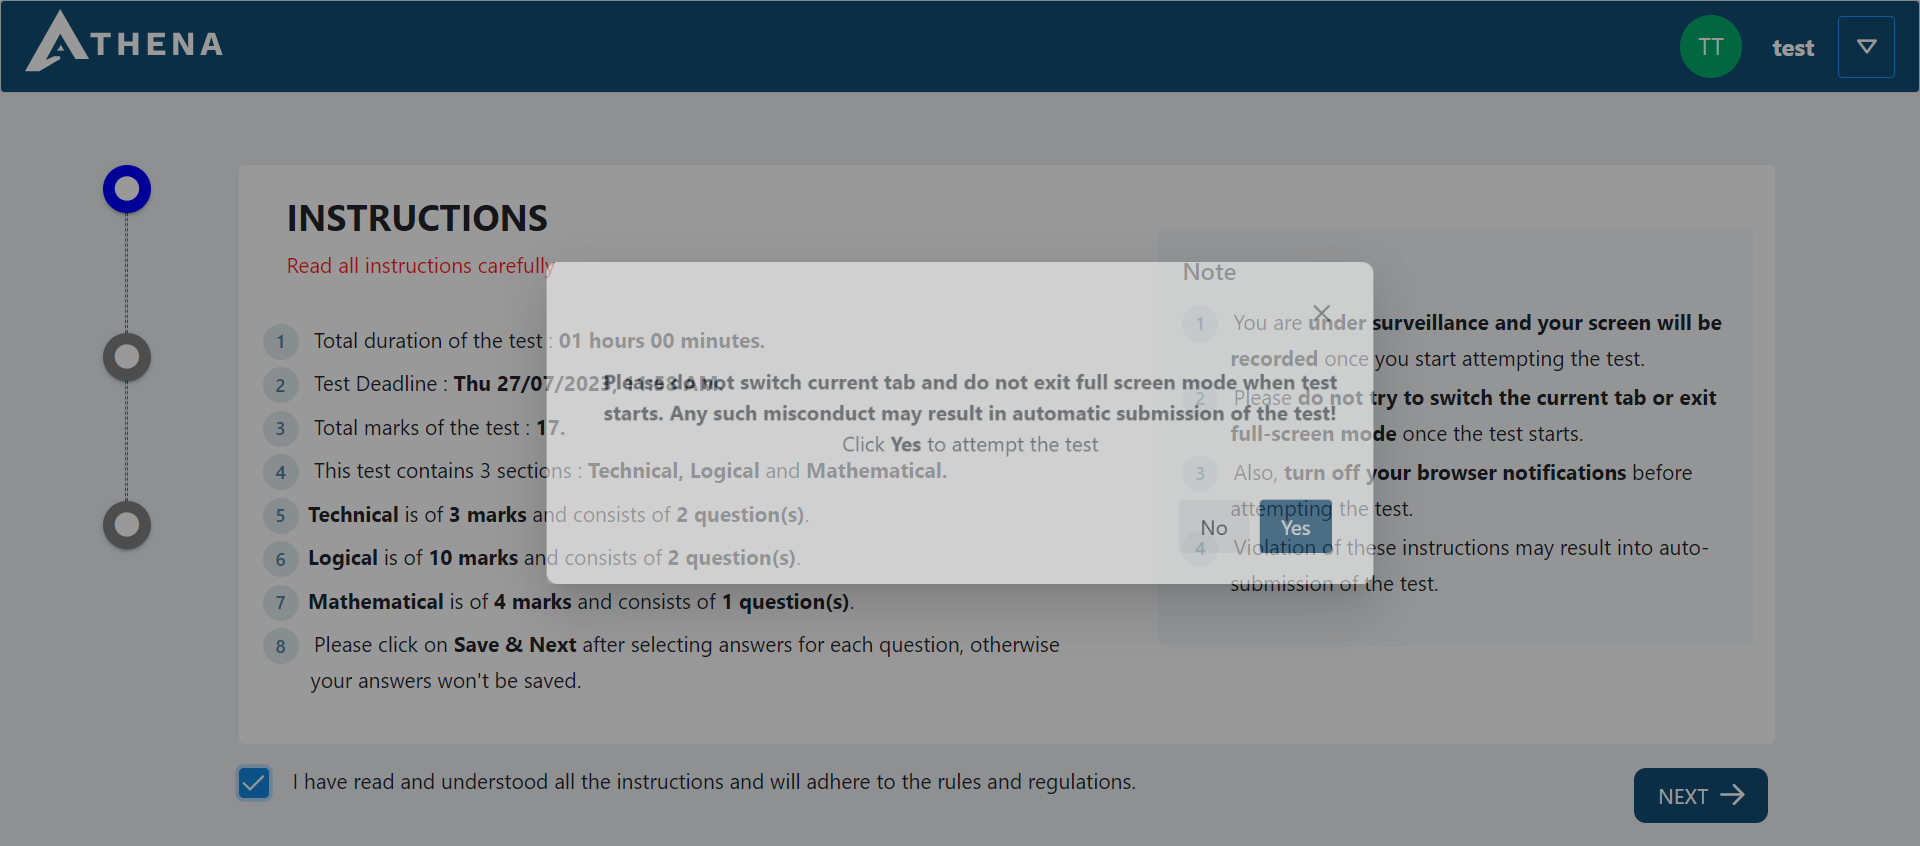 ATHENA
TT
test
INSTRUCTIONS
Read all instructions carefully
1 Total duration of the test : 01 hours 00 minutes.
2 Test Deadline : Thu 27/07/2023, 11:58 AM.
3 Total marks of the test : 17.
4 This test contains 3 sections : Technical, Logical and Mathematical.
5 Technical is of 3 marks and consists of 2 question(s).
6 Logical is of 10 marks and consists of 2 question(s).
7 Mathematical is of 4 marks and consists of 1 question(s).
8 Please click on Save & Next after selecting answers for each question, otherwise
your answers won't be saved.
Note
1 You are under surveillance and your screen will be
recorded once you start attempting the test.
2 Please do not try to switch the current tab or exit
full-screen mode once the test starts.
3 Also, turn off your browser notifications before
attempting the test.
4 Violation of these instructions may result into auto-
submission of the test.
Please do not switch current tab and do not exit full screen mode when test
starts. Any such misconduct may result in automatic submission of the test!
Click Yes to attempt the test
No
Yes
I have read and understood all the instructions and will adhere to the rules and regulations.
NEXT